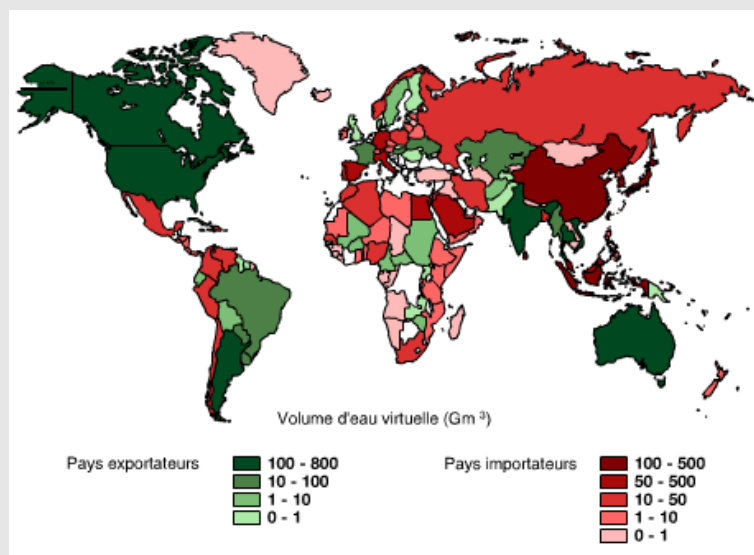 Volume d'eau virtuelle (Gm ³)
Pays exportateurs
100 - 800
10 - 100
1 - 10
0 - 1
Pays importateurs
100 - 500
50 - 500
10 - 50
1 - 10
0 - 1